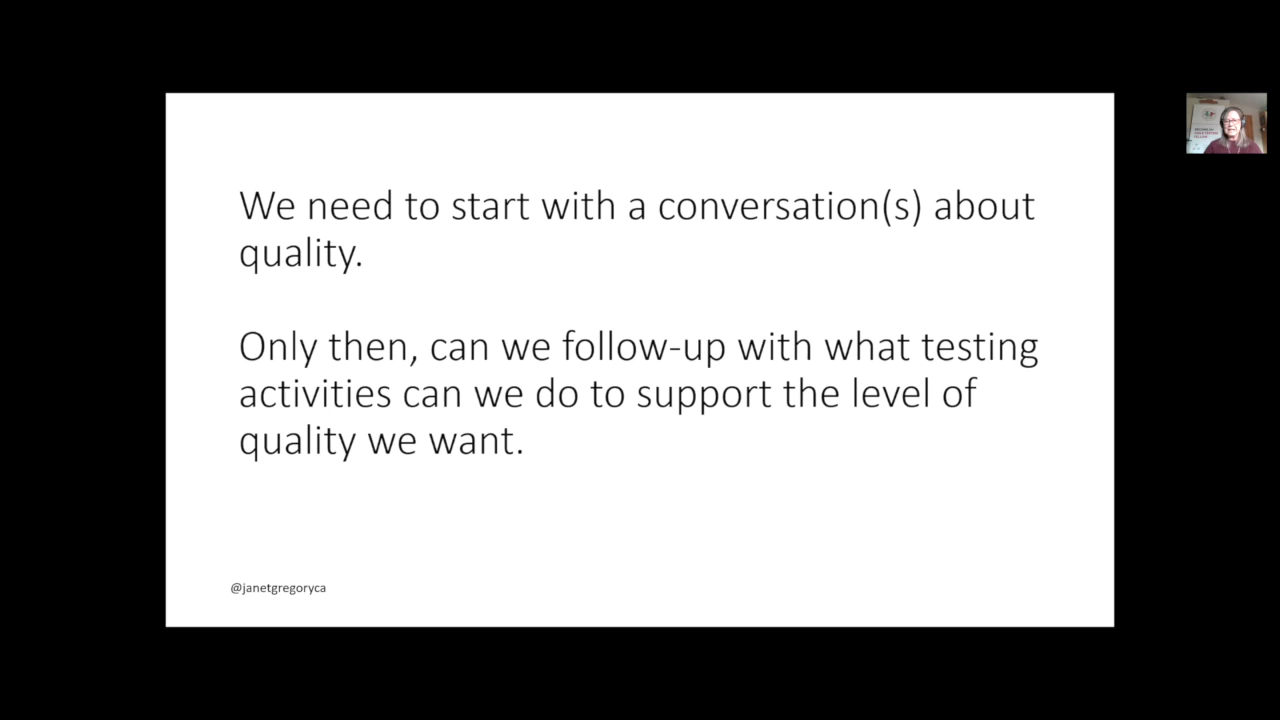 We need to start with a conversation(s) about
quality.
Only then, can we follow-up with what testing
activities can we do to support the level of
quality we want.
@janetgregoryca